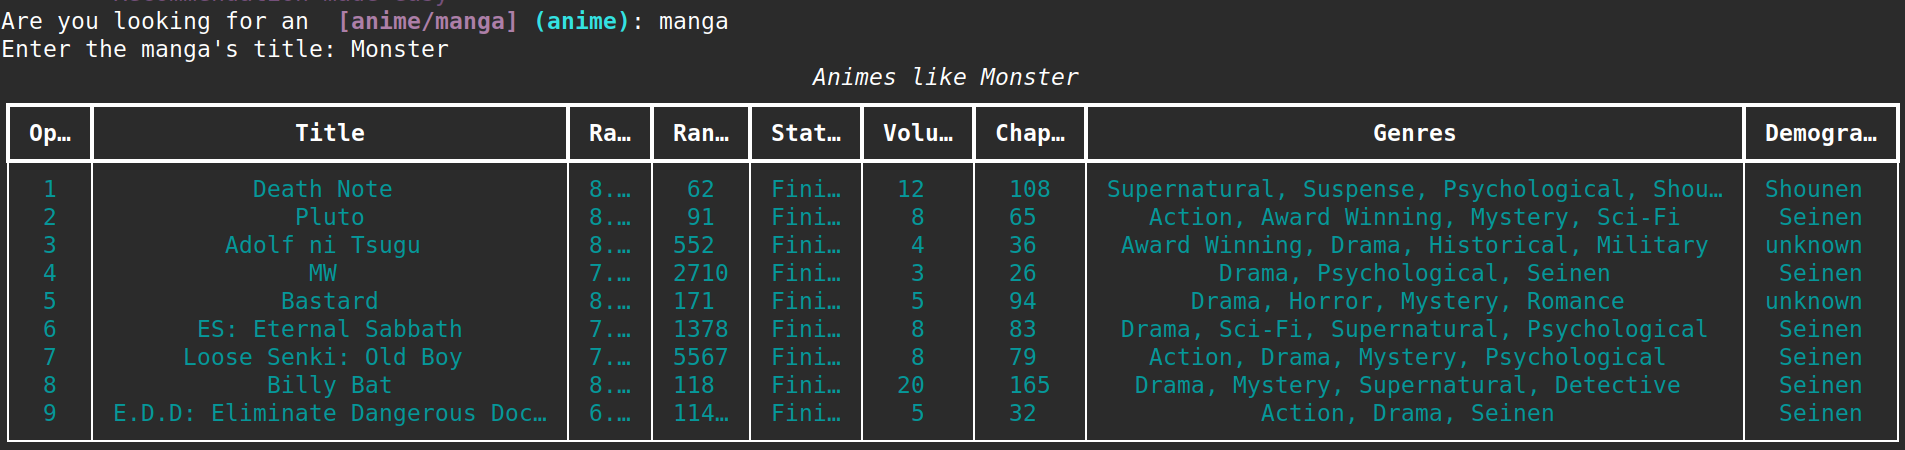 Are you looking for an  [anime/manga] (anime): manga
Enter the manga's title: Monster
Animes like Monster
Op… Title Ra… Ran… Stat… Volu… Chap… Genres Demogra…
1 Death Note 8.… 62 Fini… 12 108 Supernatural, Suspense, Psychological, Shou… Shounen
2 Pluto 8.… 91 Fini… 8 65 Action, Award Winning, Mystery, Sci-Fi Seinen
3 Adolf ni Tsugu 8.… 552 Fini… 4 36 Award Winning, Drama, Historical, Military unknown
4 MW 7.… 2710 Fini… 3 26 Drama, Psychological, Seinen Seinen
5 Bastard 8.… 171 Fini… 5 94 Drama, Horror, Mystery, Romance unknown
6 ES: Eternal Sabbath 7.… 1378 Fini… 8 83 Drama, Sci-Fi, Supernatural, Psychological Seinen
7 Loose Senki: Old Boy 7.… 5567 Fini… 8 79 Action, Drama, Mystery, Psychological Seinen
8 Billy Bat 8.… 118 Fini… 20 165 Drama, Mystery, Supernatural, Detective Seinen
9 E.D.D: Eliminate Dangerous Doc… 6.… 114… Fini… 5 32 Action, Drama, Seinen Seinen